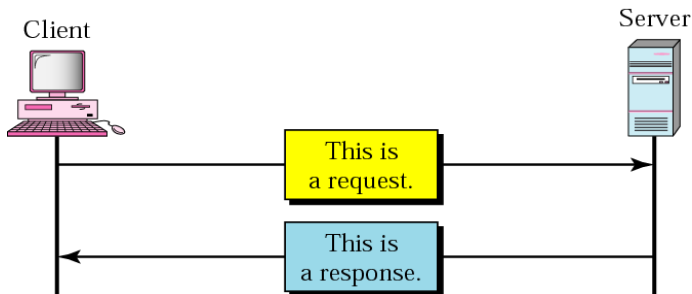 Client
Server
This is
a request.
This is
a response.